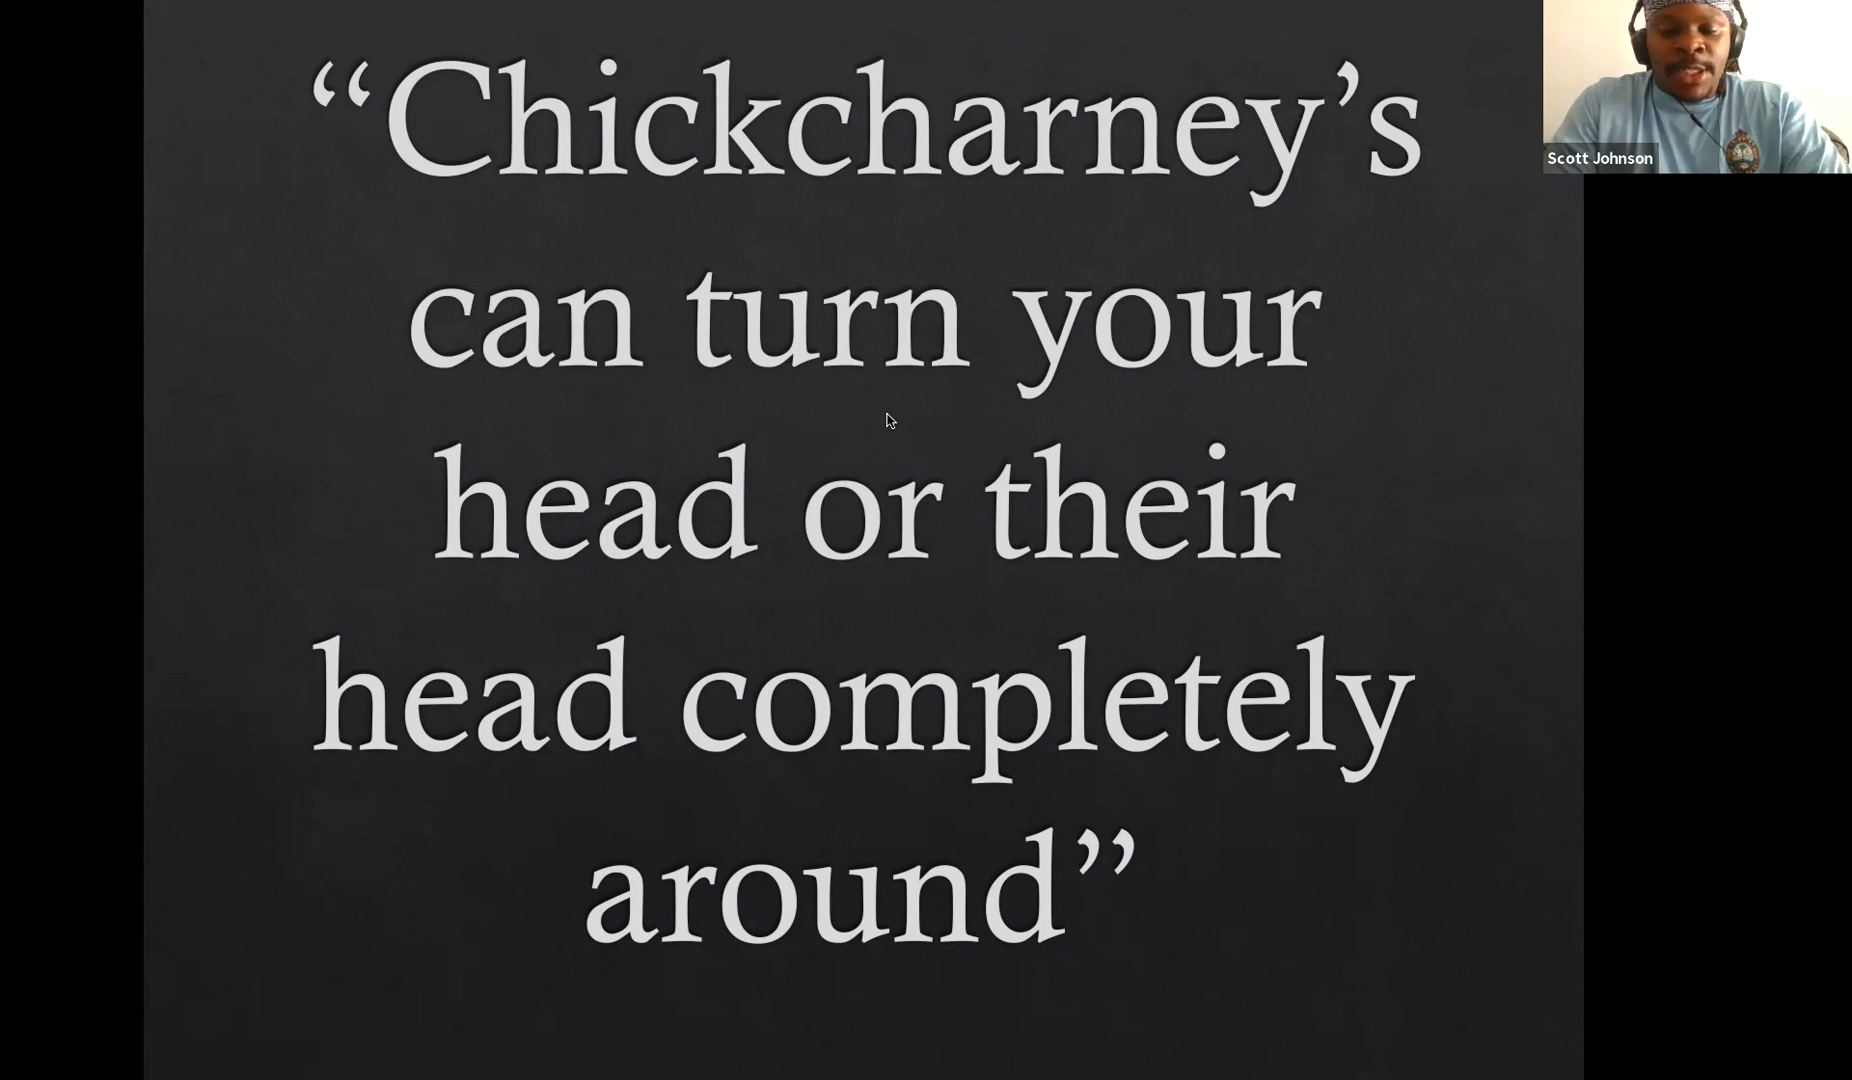 “Chickcharney’s
can turn your
head or their
head completely
around”
Scott Johnson